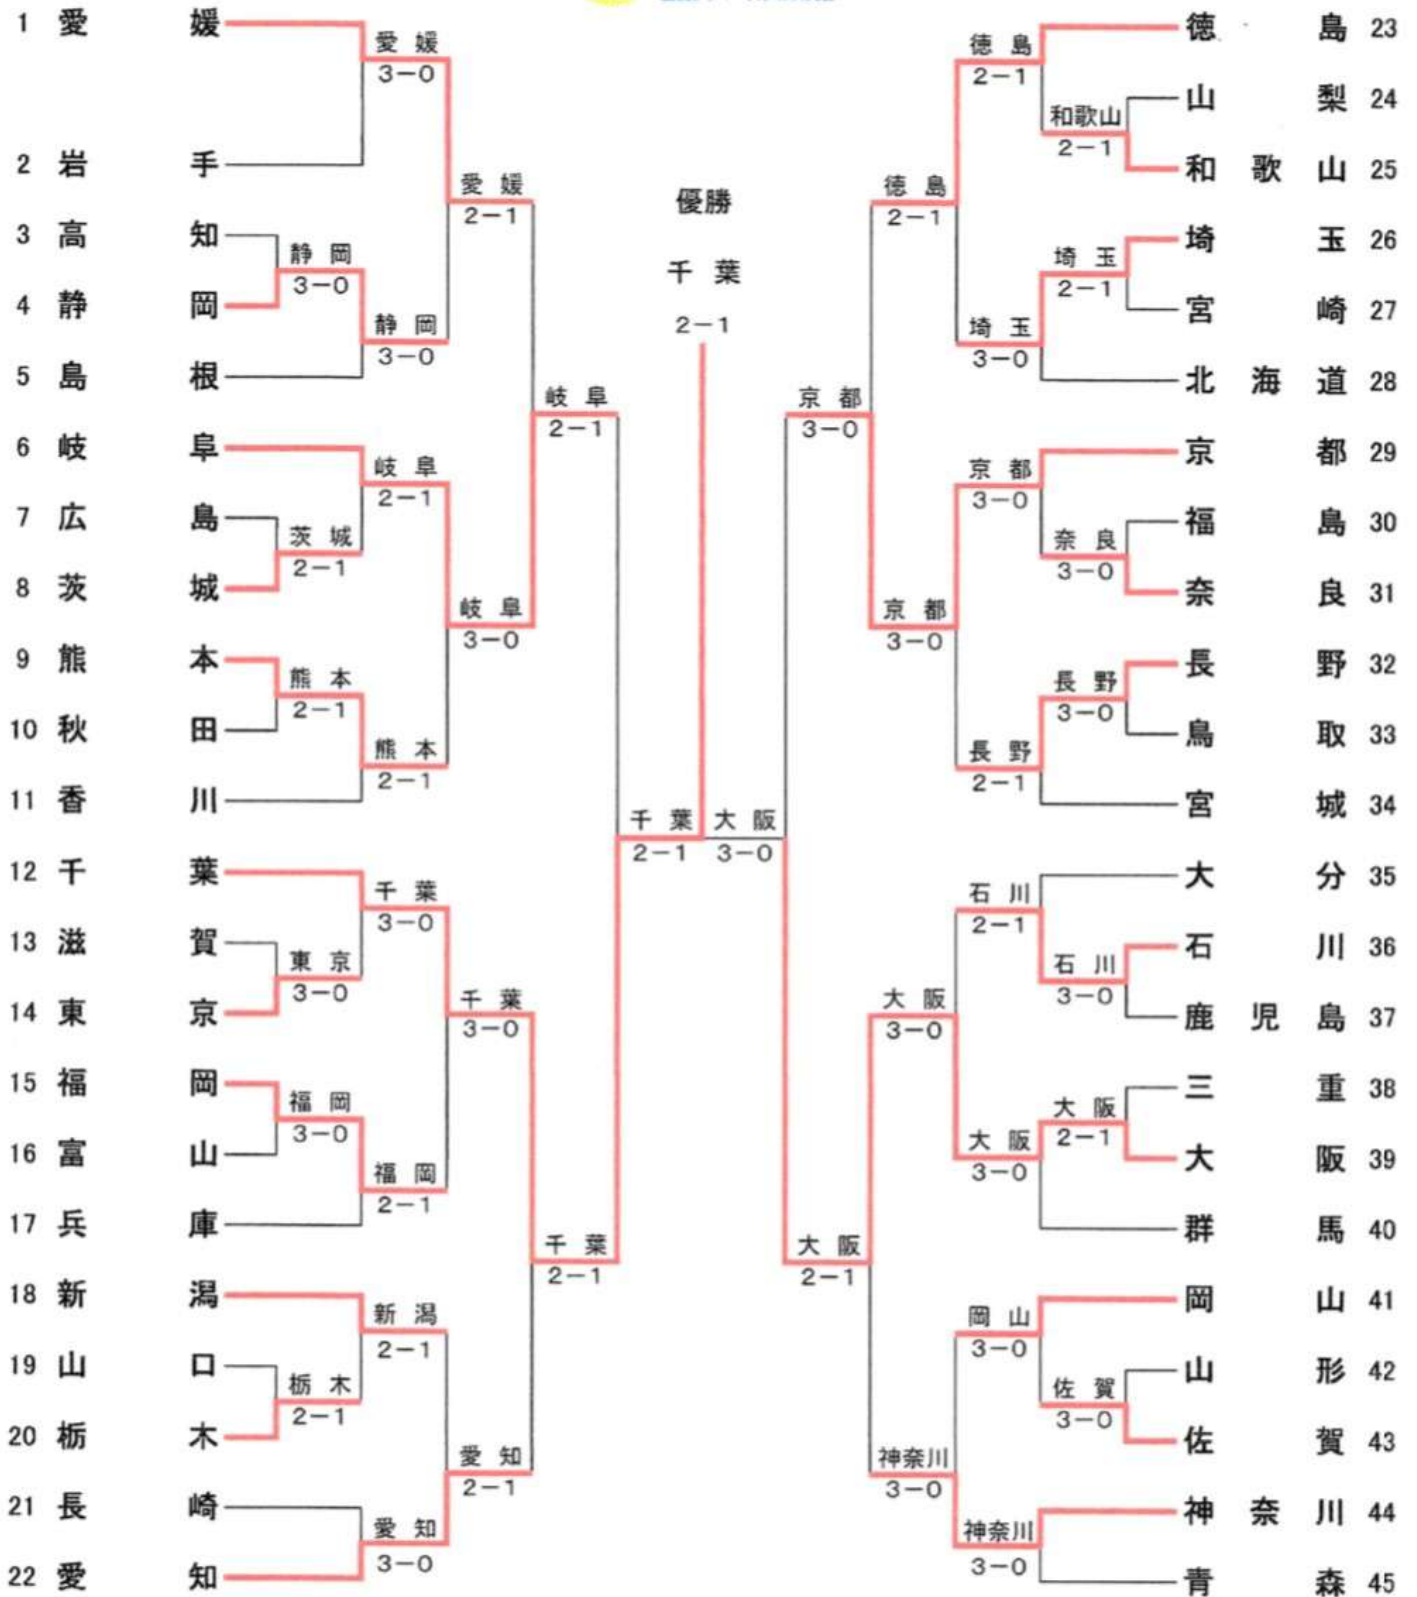 1 愛媛
2 岩手
3 高知
4 静岡
5 島根
6 岐阜
7 広島
8 茨城
9 熊本
10 秋田
11 香川
12 千葉
13 滋賀
14 東京
15 福岡
16 富山
17 兵庫
18 新潟
19 山口
20 栃木
21 長崎
22 愛知
静岡
3-0
茨城
2-1
熊本
2-1
東京
3-0
福岡
3-0
栃木
2-1
愛媛
3-0
静岡
3-0
岐阜
2-1
熊本
2-1
千葉
3-0
福岡
2-1
新潟
2-1
愛知
3-0
愛媛
2-1
岐阜
3-0
千葉
3-0
愛知
2-1
岐阜
2-1
千葉
2-1
千葉
2-1
優勝
千葉
2-1
大阪
3-0
京都
3-0
大阪
2-1
徳島
2-1
京都
3-0
大阪
3-0
神奈川
3-0
徳島
2-1
埼玉
3-0
京都
3-0
長野
2-1
石川
2-1
大阪
3-0
岡山
3-0
神奈川
3-0
和歌山
2-1
埼玉
2-1
奈良
3-0
長野
3-0
石川
3-0
大阪
2-1
佐賀
3-0
徳島 23
山梨 24
和歌山 25
埼玉 26
宮崎 27
北海道 28
京都 29
福島 30
奈良 31
長野 32
鳥取 33
宮城 34
大分 35
石川 36
鹿児島 37
三重 38
大阪 39
群馬 40
岡山 41
山形 42
佐賀 43
神奈川 44
青森 45